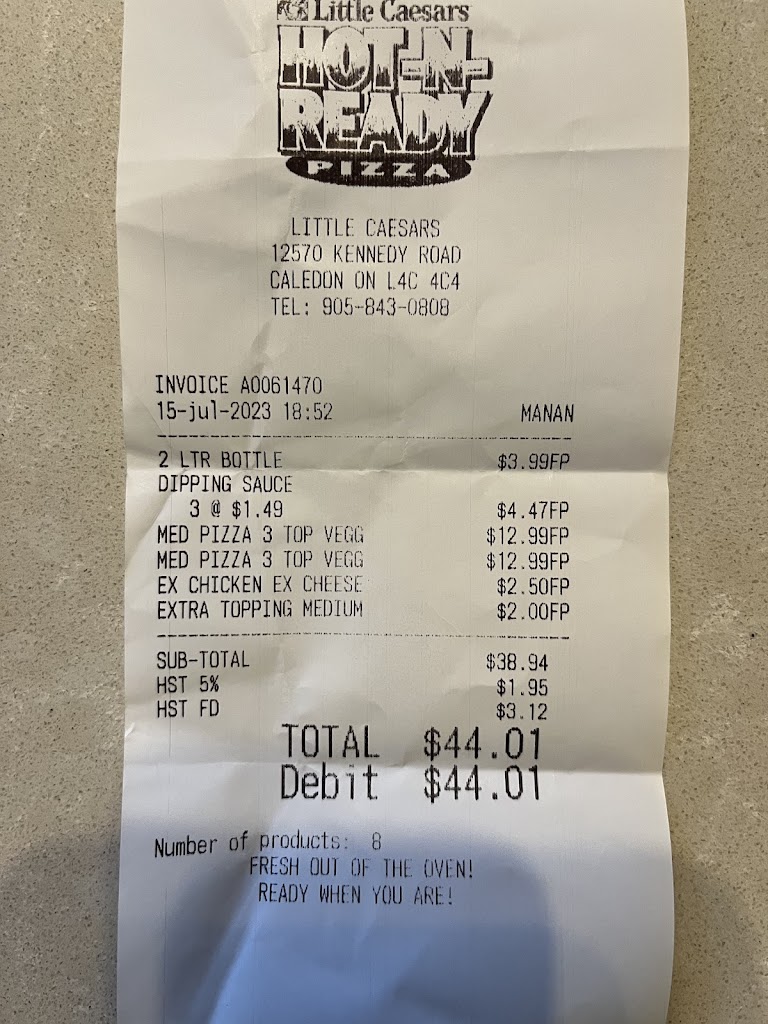 Little Caesars
HOT-N-
READY
PIZZA
LITTLE CAESARS
12570 KENNEDY ROAD
CALEDON ON L4C 4C4
TEL: 905-843-0808
INVOICE A0061470
15-jul-2023 18:52 MANAN
2 LTR BOTTLE $3.99FP
DIPPING SAUCE
3 @ $1.49 $4.47FP
MED PIZZA 3 TOP VEGG $12.99FP
MED PIZZA 3 TOP VEGG $12.99FP
EX CHICKEN EX CHEESE $2.50FP
EXTRA TOPPING MEDIUM $2.00FP
SUB-TOTAL $38.94
HST 5% $1.95
HST FD $3.12
TOTAL $44.01
Debit $44.01
Number of products: 8
FRESH OUT OF THE OVEN!
READY WHEN YOU ARE!